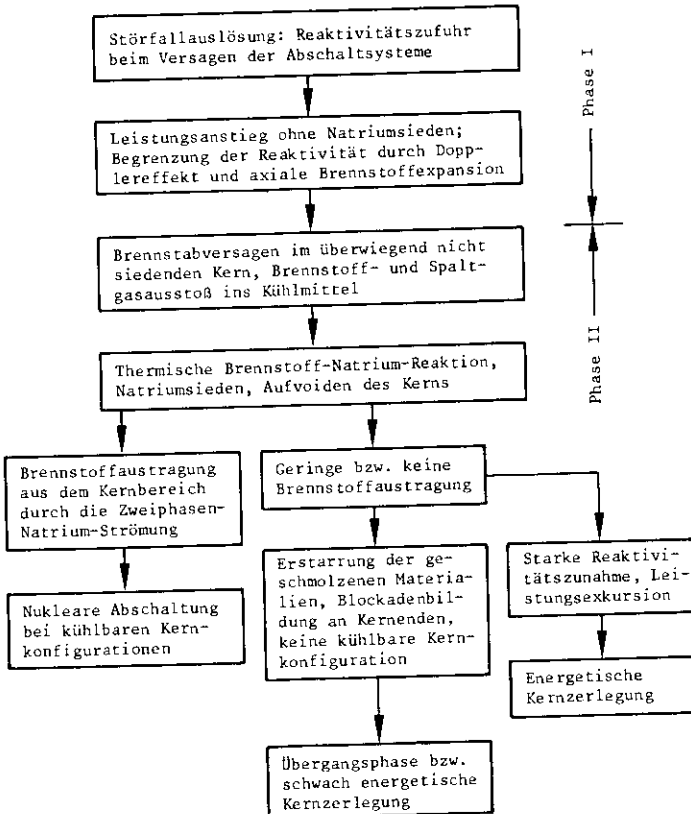 Störfallauslösung: Reaktivitätszufuhr
beim Versagen der Abschaltsysteme
Phase I
Leistungsanstieg ohne Natriumsieden;
Begrenzung der Reaktivität durch Dopp-
lereffekt und axiale Brennstoffexpansion
Brennstabversagen im überwiegend nicht
siedenden Kern, Brennstoff- und Spalt-
gasausstoß ins Kühlmittel
Phase II
Thermische Brennstoff-Natrium-Reaktion,
Natriumsieden, Aufvoiden des Kerns
Brennstoffaustragung
aus dem Kernbereich
durch die Zweiphasen-
Natrium-Strömung
Geringe bzw. keine
Brennstoffaustragung
Nukleare Abschaltung
bei kühlbaren Kern-
konfigurationen
Erstarrung der ge-
schmolzenen Materia-
lien, Blockadenbil-
dung an Kernenden,
keine kühlbare Kern-
konfiguration
Starke Reaktivi-
tätszunahme, Lei-
stungsexkursion
Energetische
Kernzerlegung
Übergangsphase bzw.
schwach energetische
Kernzerlegung